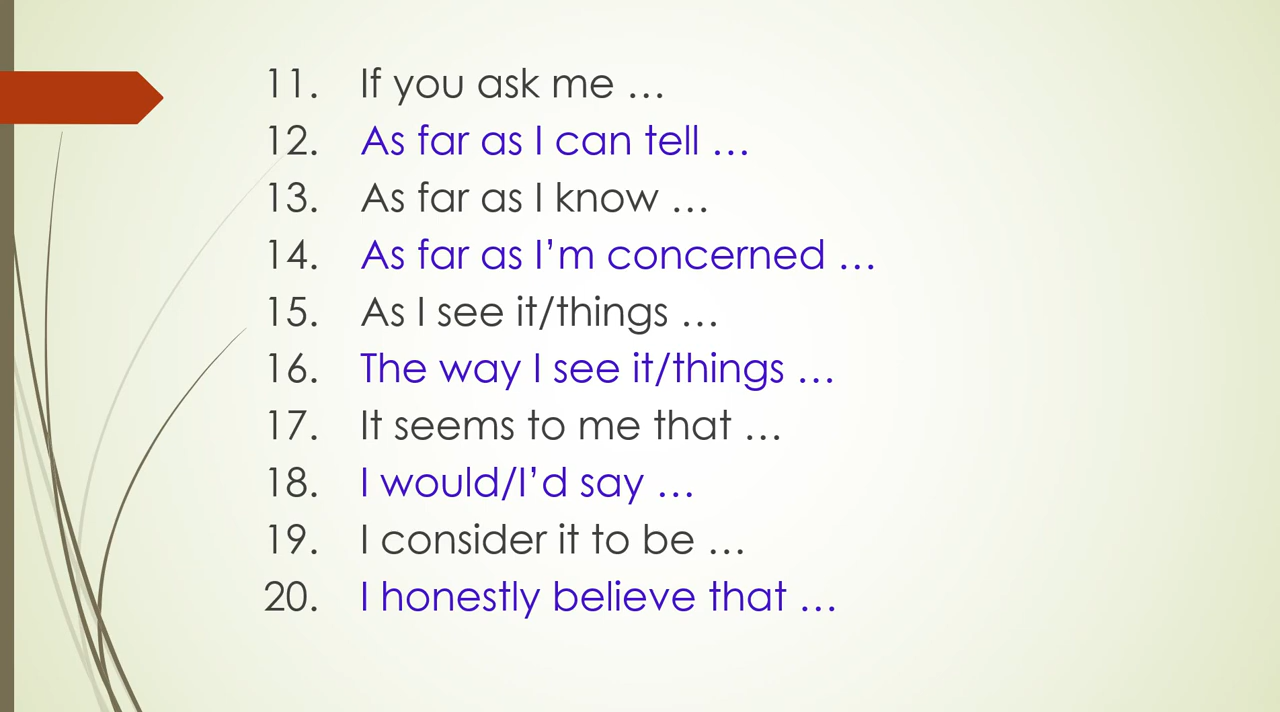 11. If you ask me …
12. As far as I can tell …
13. As far as I know …
14. As far as I’m concerned …
15. As I see it/things …
16. The way I see it/things …
17. It seems to me that …
18. I would/I’d say …
19. I consider it to be …
20. I honestly believe that …